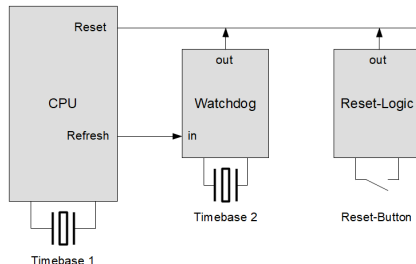 Reset
out
out
CPU
Watchdog
Reset-Logic
Refresh
in
Timebase 2
Reset-Button
Timebase 1